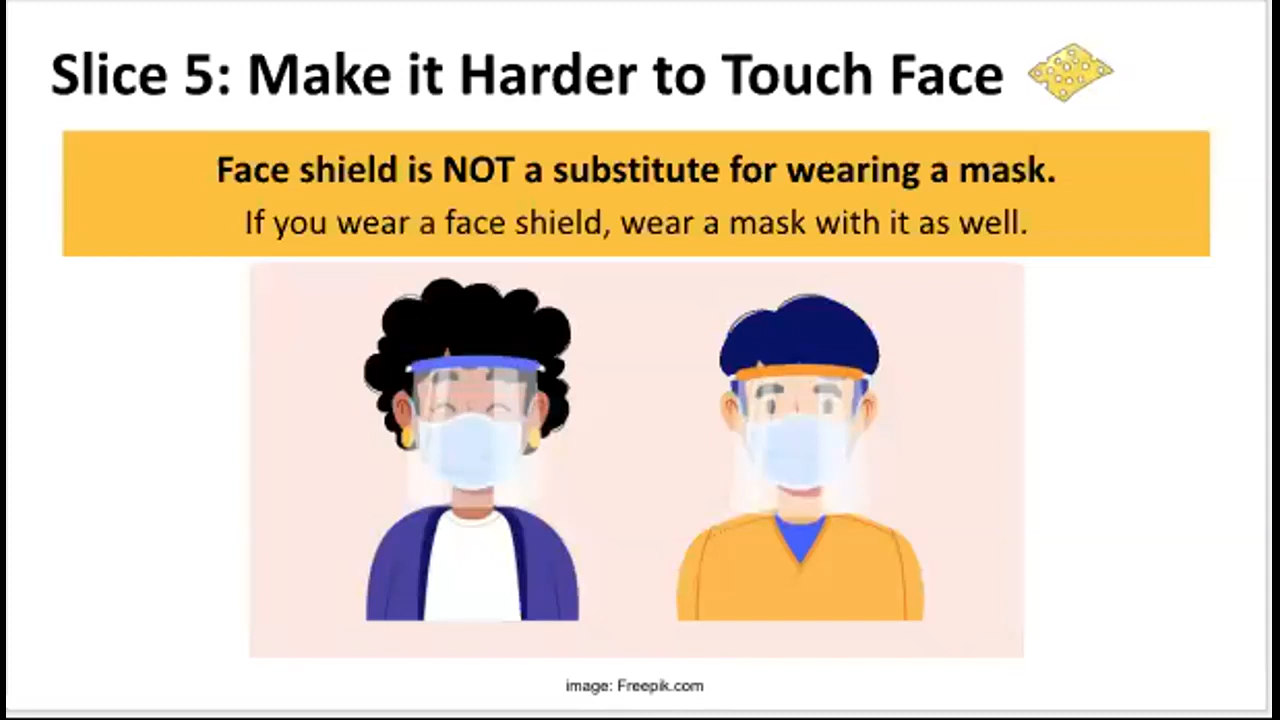 Slice 5: Make it Harder to Touch Face
Face shield is NOT a substitute for wearing a mask.
If you wear a face shield, wear a mask with it as well.
image: Freepik.com